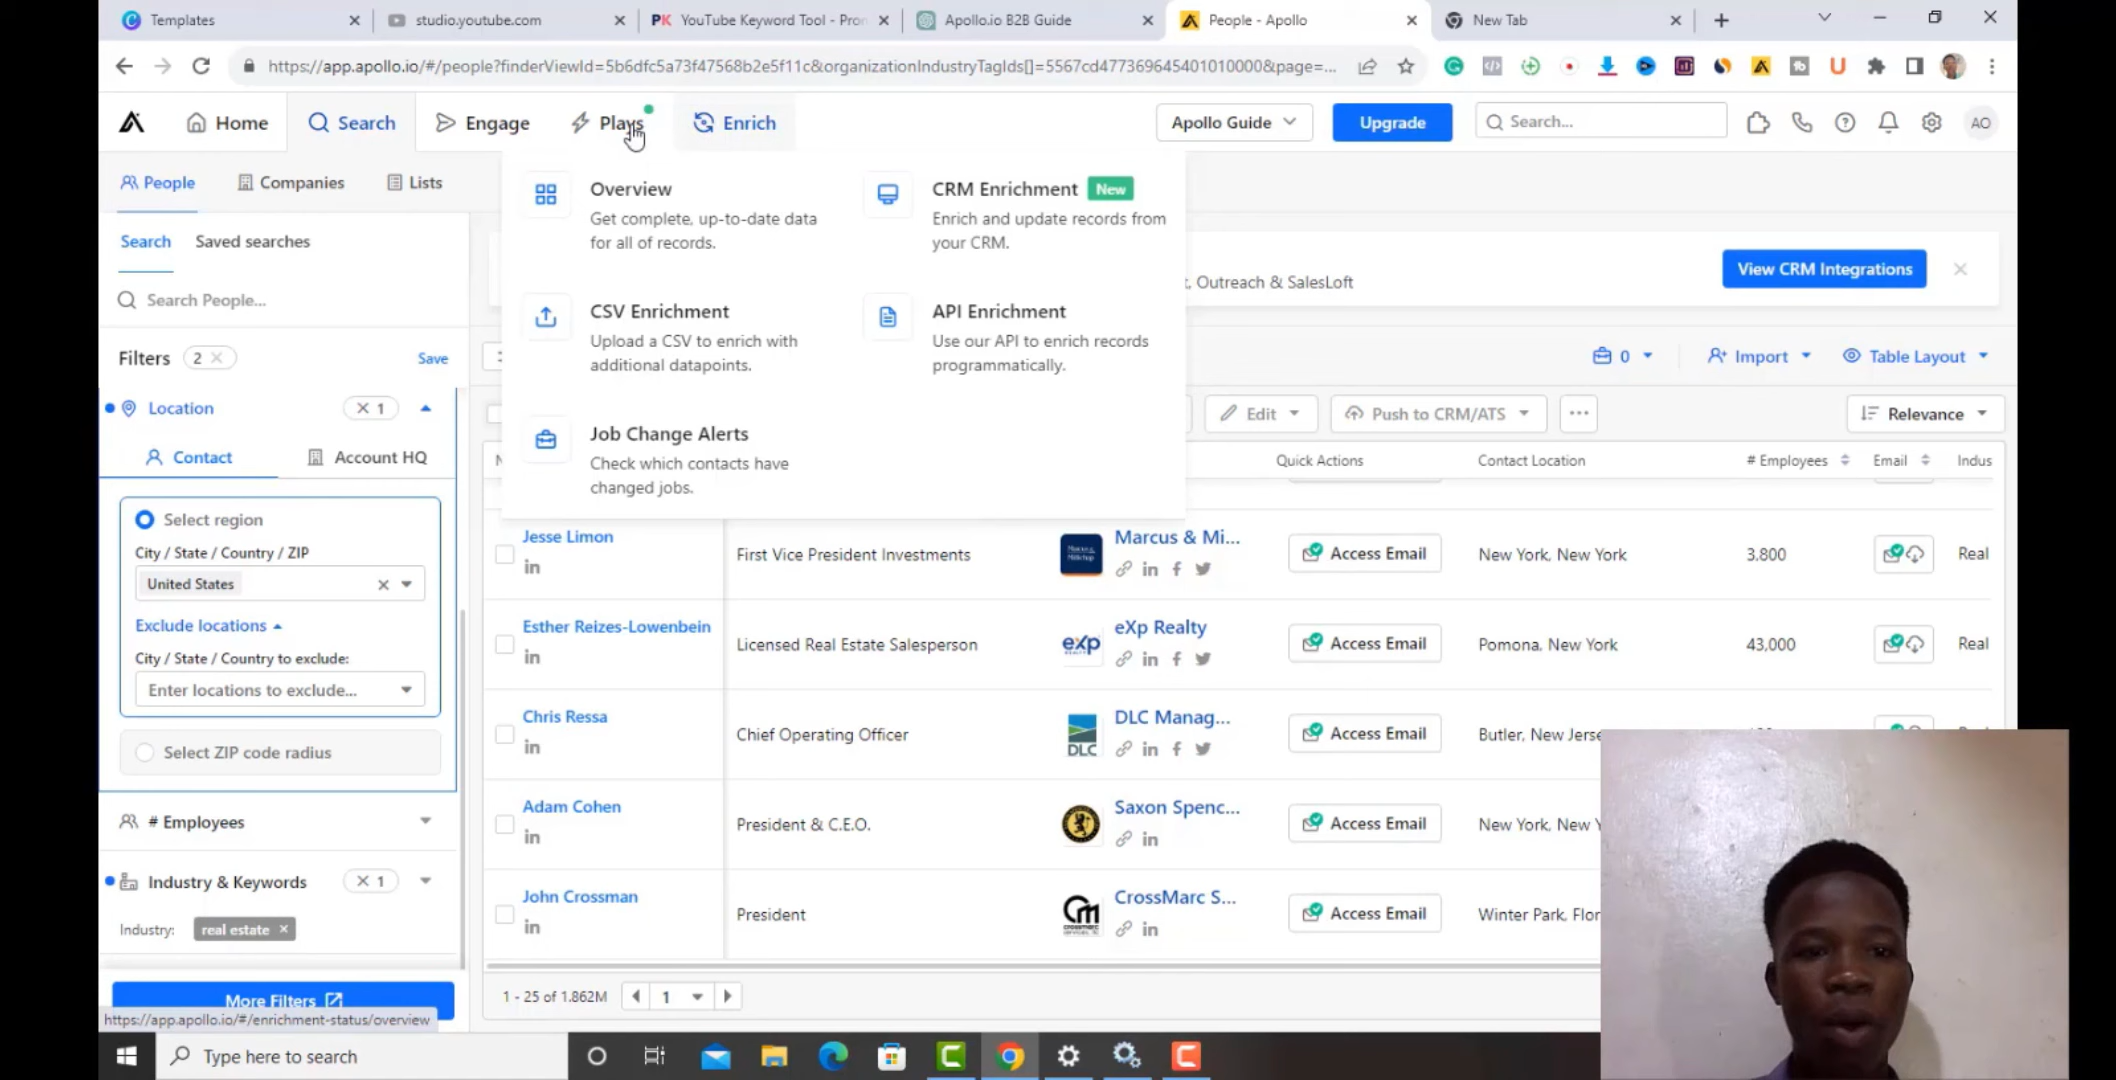 Templates
studio.youtube.com
PK YouTube Keyword Tool - Pron
Apollo.io B2B Guide
People - Apollo
New Tab
https://app.apollo.io/#/people?finderViewId=5b6dfc5a73f47568b2e5f11c&organizationIndustryTagIds[]=5567cd477369645401010000&page=...
Home
Search
Engage
Plays
Enrich
Apollo Guide
Upgrade
Search...
AO
People
Companies
Lists
Search
Saved searches
Search People...
Filters 2
Save
Location 1
Contact
Account HQ
Select region
City / State / Country / ZIP
United States
Exclude locations
City / State / Country to exclude:
Enter locations to exclude...
Select ZIP code radius
# Employees
Industry & Keywords 1
Industry: real estate
More Filters
https://app.apollo.io/#/enrichment-status/overview
Overview
Get complete, up-to-date data
for all of records.
CRM Enrichment New
Enrich and update records from
your CRM.
CSV Enrichment
Upload a CSV to enrich with
additional datapoints.
API Enrichment
Use our API to enrich records
programmatically.
Job Change Alerts
Check which contacts have
changed jobs.
, Outreach & SalesLoft
View CRM Integrations
0
Import
Table Layout
Edit
Push to CRM/ATS
Relevance
Quick Actions
Contact Location
# Employees
Email
Indus
Jesse Limon
in
First Vice President Investments
Marcus & Mi...
Access Email
New York, New York
3,800
Real
Esther Reizes-Lowenbein
in
Licensed Real Estate Salesperson
eXp
eXp Realty
Access Email
Pomona, New York
43,000
Real
Chris Ressa
in
Chief Operating Officer
DLC
DLC Manag...
Access Email
Butler, New Jerse
Adam Cohen
in
President & C.E.O.
Saxon Spenc...
Access Email
New York, New Y
John Crossman
in
President
CrossMarc S...
Access Email
Winter Park, Flor
1 - 25 of 1.862M
1
Type here to search